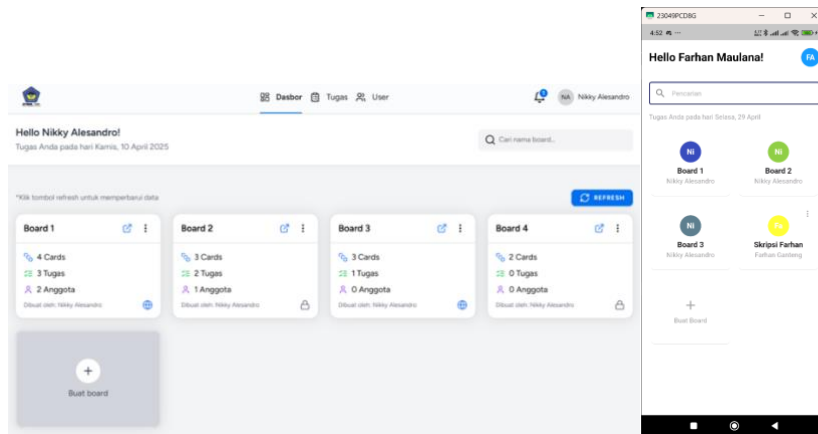 Dasbor Tugas User
NA Nikky Alesandro
Hello Nikky Alesandro!
Tugas Anda pada hari Kamis, 10 April 2025
Cari nama board..
*Klik tombol refresh untuk memperbarui data
REFRESH
Board 1
4 Cards
3 Tugas
2 Anggota
Dibuat oleh: Nikky Alesandro
Board 2
3 Cards
2 Tugas
1 Anggota
Dibuat oleh: Nikky Alesandro
Board 3
3 Cards
1 Tugas
0 Anggota
Dibuat oleh: Nikky Alesandro
Board 4
2 Cards
0 Tugas
0 Anggota
Dibuat oleh: Nikky Alesandro
Buat board
23049PCD8G
4:52
Hello Farhan Maulana!
FA
Pencarian
Tugas Anda pada hari Selasa, 29 April
Ni
Board 1
Nikky Alesandro
Ni
Board 2
Nikky Alesandro
Ni
Board 3
Nikky Alesandro
Fa
Skripsi Farhan
Farhan Ganteng
Buat Board